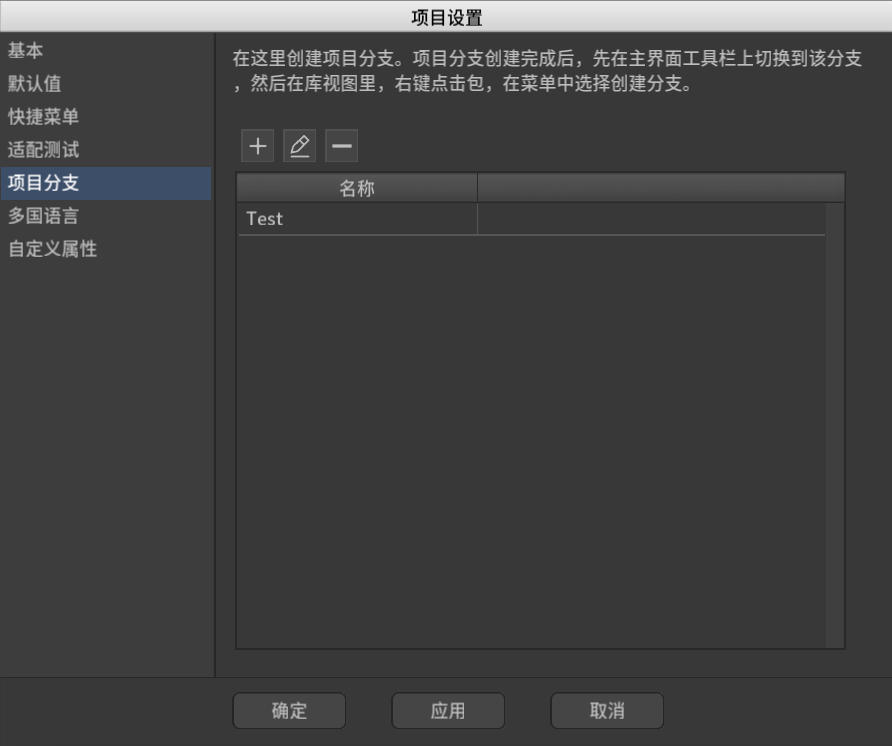 项目设置
基本
默认值
快捷菜单
适配测试
项目分支
多国语言
自定义属性
在这里创建项目分支。项目分支创建完成后，先在主界面工具栏上切换到该分支
，然后在库视图里，右键点击包，在菜单中选择创建分支。
名称
Test
确定
应用
取消